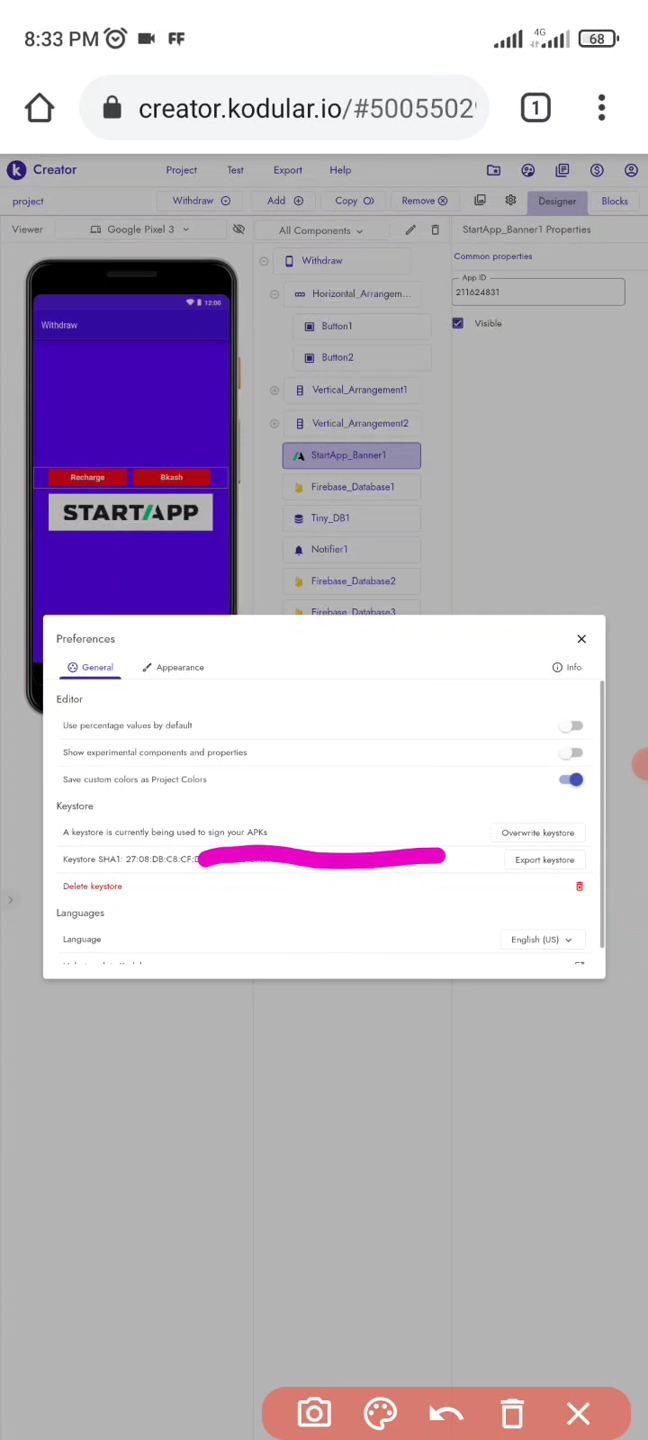 8:33 PM
FF
4G
68
creator.kodular.io/#5005502
1
Creator
Project
Test
Export
Help
project
Withdraw
Add
Copy
Remove
Designer
Blocks
Viewer
Google Pixel 3
All Components
StartApp_Banner1 Properties
Common properties
App ID
211624831
Visible
12:00
Withdraw
Recharge
Bkash
STARTAPP
Withdraw
Horizontal_Arrangem...
Button1
Button2
Vertical_Arrangement1
Vertical_Arrangement2
StartApp_Banner1
Firebase_Database1
Tiny_DB1
Notifier1
Firebase_Database2
Firebase_Database3
Preferences
General
Appearance
Info
Editor
Use percentage values by default
Show experimental components and properties
Save custom colors as Project Colors
Keystore
A keystore is currently being used to sign your APKs
Overwrite keystore
Keystore SHA1: 27:08:DB:C8:CF:
Export keystore
Delete keystore
Languages
Language
English (US)